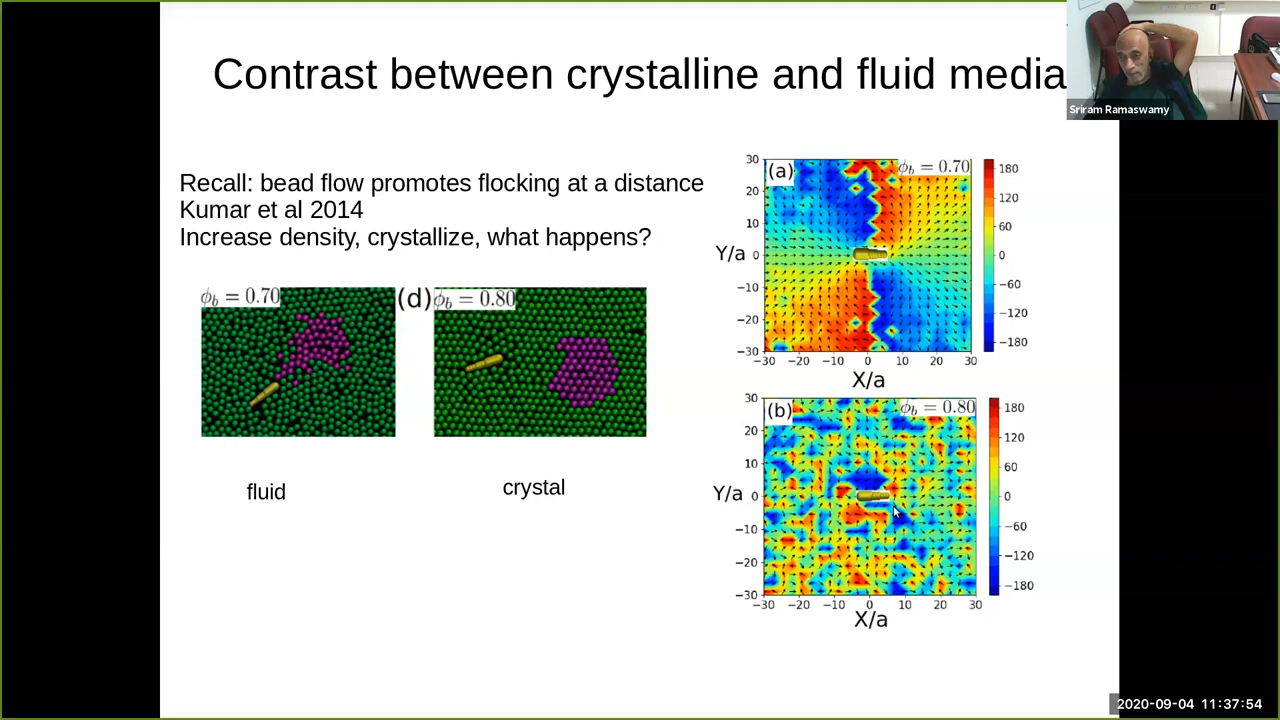 Contrast between crystalline and fluid media
Sriram Ramaswamy
Recall: bead flow promotes flocking at a distance
Kumar et al 2014
Increase density, crystallize, what happens?
ϕ_b = 0.70
(d)
ϕ_b = 0.80
fluid
crystal
(a)
ϕ_b = 0.70
30
20
10
0
−10
−20
−30
Y/a
−30 −20 −10 0 10 20 30
X/a
180
120
60
0
−60
−120
−180
(b)
ϕ_b = 0.80
30
20
10
0
−10
−20
−30
Y/a
−30 −20 −10 0 10 20 30
X/a
180
120
60
0
−60
−120
−180
2020-09-04 11:37:54